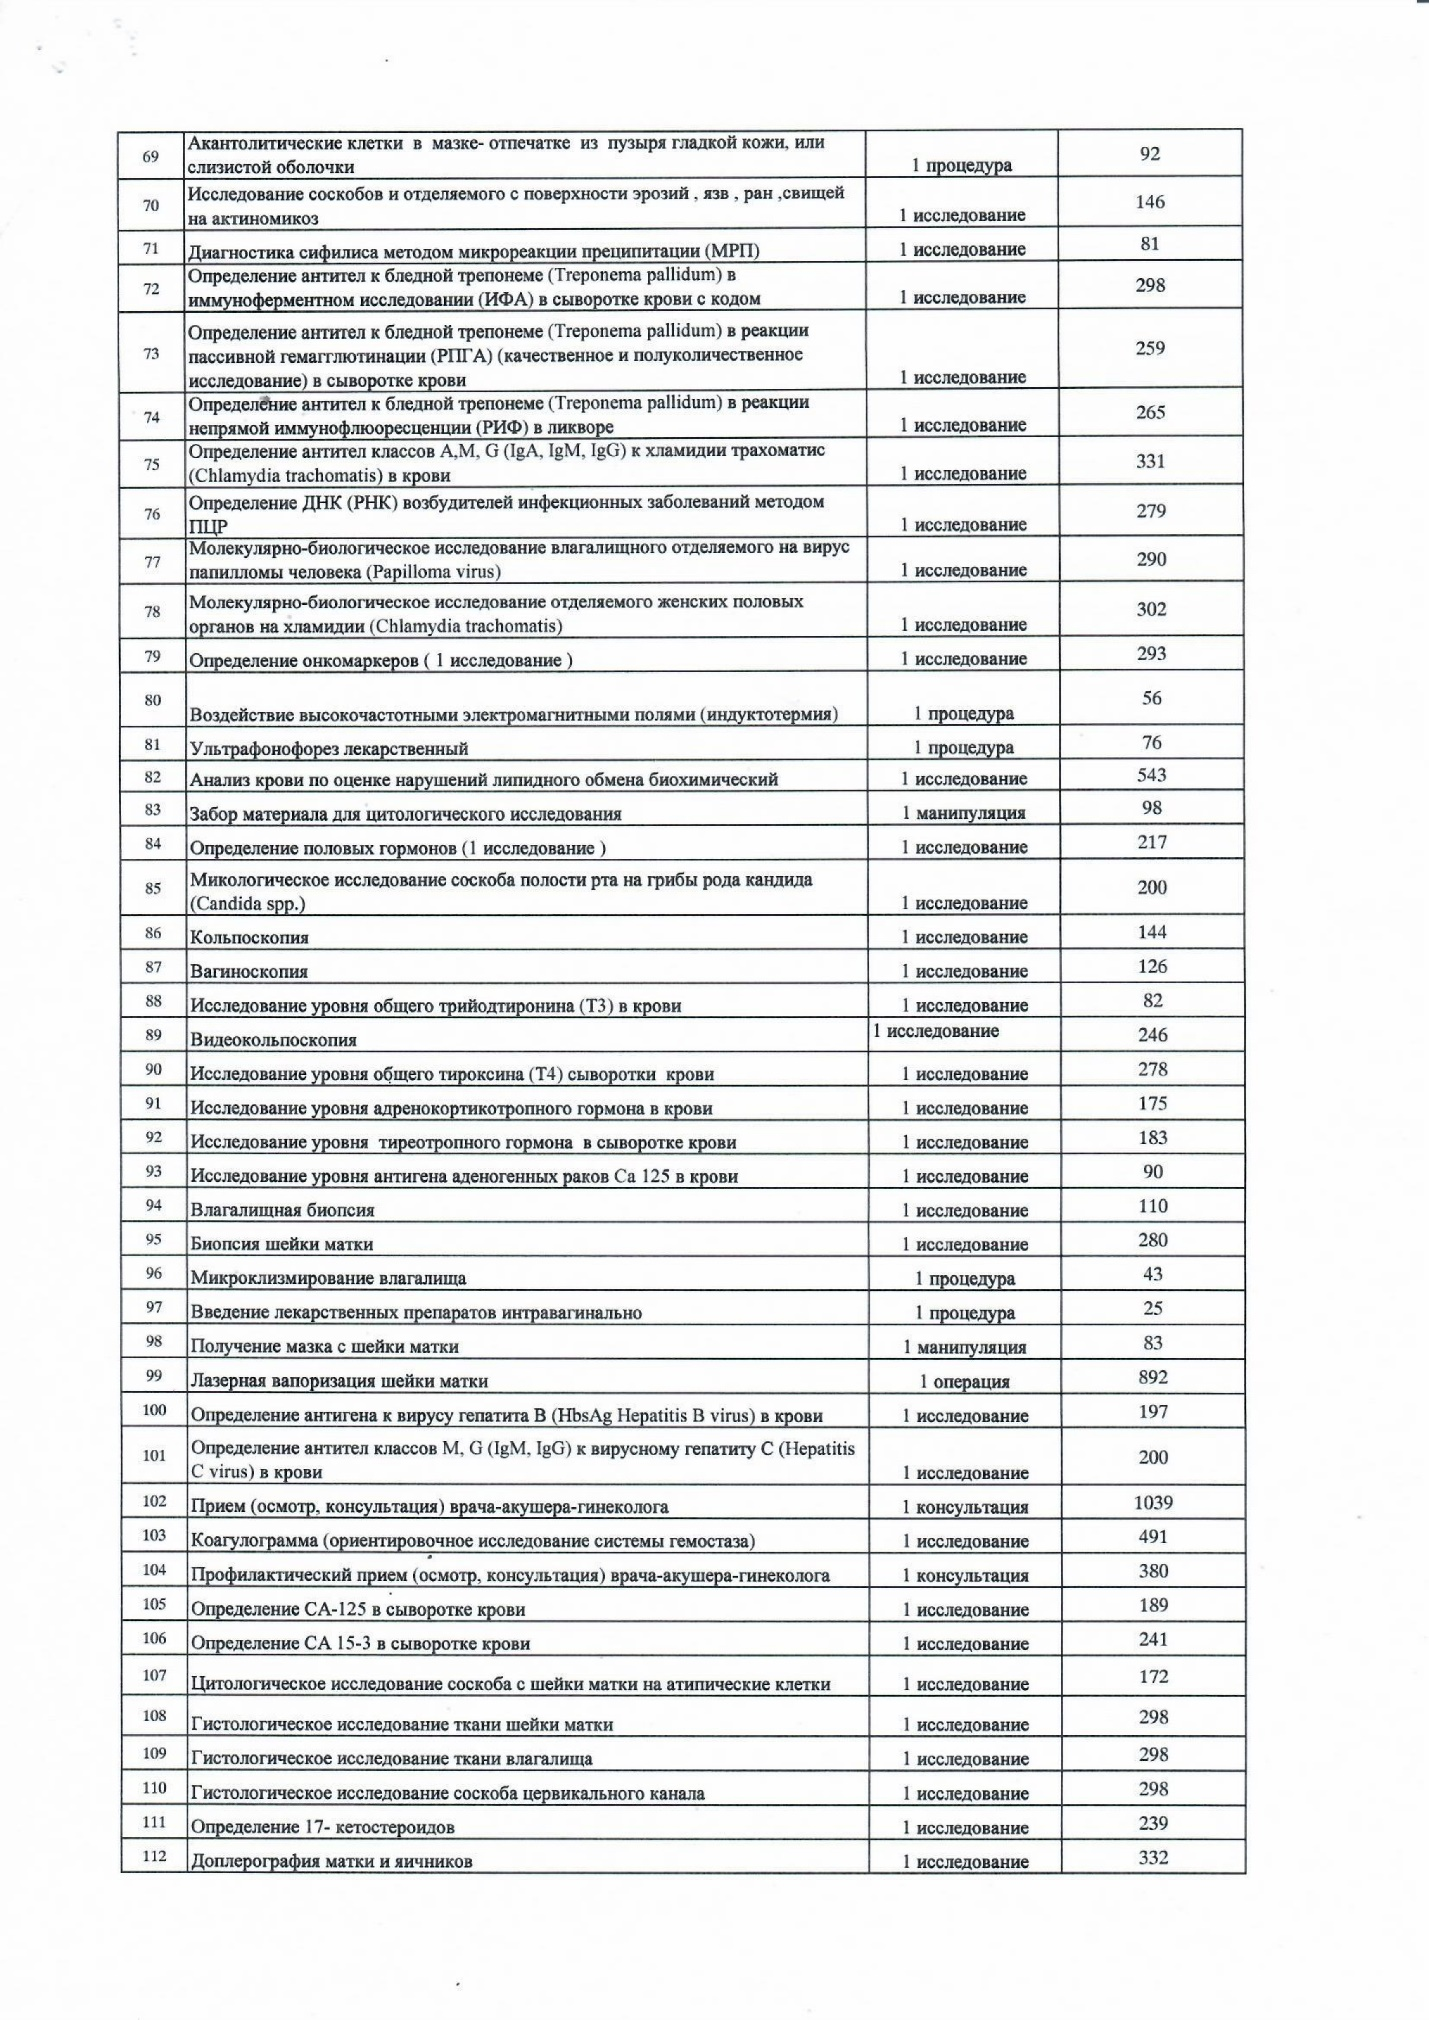 69 Акантолитические клетки в мазке- отпечатке из пузыря гладкой кожи, или
слизистой оболочки 1 процедура 92
70 Исследование соскобов и отделяемого с поверхности эрозий , язв , ран ,свищей
на актиномикоз 1 исследование 146
71 Диагностика сифилиса методом микрореакции преципитации (МРП) 1 исследование 81
72 Определение антител к бледной трепонеме (Treponema pallidum) в
иммуноферментном исследовании (ИФА) в сыворотке крови с кодом 1 исследование 298
73 Определение антител к бледной трепонеме (Treponema pallidum) в реакции
пассивной гемагглютинации (РПГА) (качественное и полуколичественное
исследование) в сыворотке крови 1 исследование 259
74 Определение антител к бледной трепонеме (Treponema pallidum) в реакции
непрямой иммунофлюоресценции (РИФ) в ликворе 1 исследование 265
75 Определение антител классов A,M, G (IgA, IgM, IgG) к хламидии трахоматис
(Chlamydia trachomatis) в крови 1 исследование 331
76 Определение ДНК (РНК) возбудителей инфекционных заболеваний методом
ПЦР 1 исследование 279
77 Молекулярно-биологическое исследование влагалищного отделяемого на вирус
папилломы человека (Papilloma virus) 1 исследование 290
78 Молекулярно-биологическое исследование отделяемого женских половых
органов на хламидии (Chlamydia trachomatis) 1 исследование 302
79 Определение онкомаркеров ( 1 исследование ) 1 исследование 293
80 Воздействие высокочастотными электромагнитными полями (индуктотермия) 1 процедура 56
81 Ультрафонофорез лекарственный 1 процедура 76
82 Анализ крови по оценке нарушений липидного обмена биохимический 1 исследование 543
83 Забор материала для цитологического исследования 1 манипуляция 98
84 Определение половых гормонов (1 исследование ) 1 исследование 217
85 Микологическое исследование соскоба полости рта на грибы рода кандида
(Candida spp.) 1 исследование 200
86 Кольпоскопия 1 исследование 144
87 Вагиноскопия 1 исследование 126
88 Исследование уровня общего трийодтиронина (Т3) в крови 1 исследование 82
89 Видеокольпоскопия 1 исследование 246
90 Исследование уровня общего тироксина (Т4) сыворотки крови 1 исследование 278
91 Исследование уровня адренокортикотропного гормона в крови 1 исследование 175
92 Исследование уровня тиреотропного гормона в сыворотке крови 1 исследование 183
93 Исследование уровня антигена аденогенных раков Са 125 в крови 1 исследование 90
94 Влагалищная биопсия 1 исследование 110
95 Биопсия шейки матки 1 исследование 280
96 Микроклизмирование влагалища 1 процедура 43
97 Введение лекарственных препаратов интравагинально 1 процедура 25
98 Получение мазка с шейки матки 1 манипуляция 83
99 Лазерная вапоризация шейки матки 1 операция 892
100 Определение антигена к вирусу гепатита В (HbsAg Hepatitis B virus) в крови 1 исследование 197
101 Определение антител классов M, G (IgM, IgG) к вирусному гепатиту С (Hepatitis
C virus) в крови 1 исследование 200
102 Прием (осмотр, консультация) врача-акушера-гинеколога 1 консультация 1039
103 Коагулограмма (ориентировочное исследование системы гемостаза) 1 исследование 491
104 Профилактический прием (осмотр, консультация) врача-акушера-гинеколога 1 консультация 380
105 Определение СА-125 в сыворотке крови 1 исследование 189
106 Определение СА 15-3 в сыворотке крови 1 исследование 241
107 Цитологическое исследование соскоба с шейки матки на атипические клетки 1 исследование 172
108 Гистологическое исследование ткани шейки матки 1 исследование 298
109 Гистологическое исследование ткани влагалища 1 исследование 298
110 Гистологическое исследование соскоба цервикального канала 1 исследование 298
111 Определение 17- кетостероидов 1 исследование 239
112 Доплерография матки и яичников 1 исследование 332